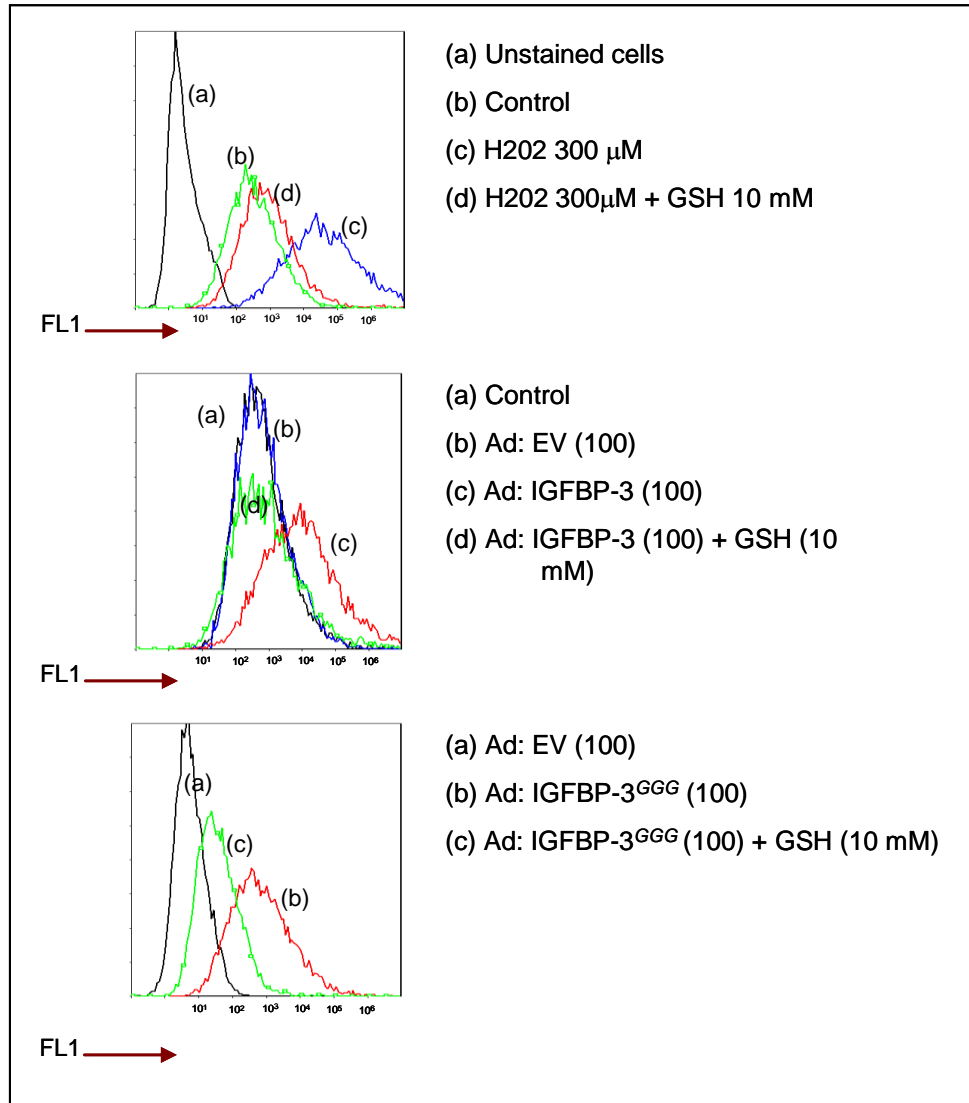 (a)
(b)
(d)
(c)
10¹ 10² 10³ 10⁴ 10⁵ 10⁶
FL1
(a) Unstained cells
(b) Control
(c) H202 300 μM
(d) H202 300μM + GSH 10 mM
(a)
(b)
(d)
(c)
10¹ 10² 10³ 10⁴ 10⁵ 10⁶
FL1
(a) Control
(b) Ad: EV (100)
(c) Ad: IGFBP-3 (100)
(d) Ad: IGFBP-3 (100) + GSH (10
mM)
(a)
(c)
(b)
10¹ 10² 10³ 10⁴ 10⁵ 10⁶
FL1
(a) Ad: EV (100)
(b) Ad: IGFBP-3ᴳᴳᴳ (100)
(c) Ad: IGFBP-3ᴳᴳᴳ (100) + GSH (10 mM)